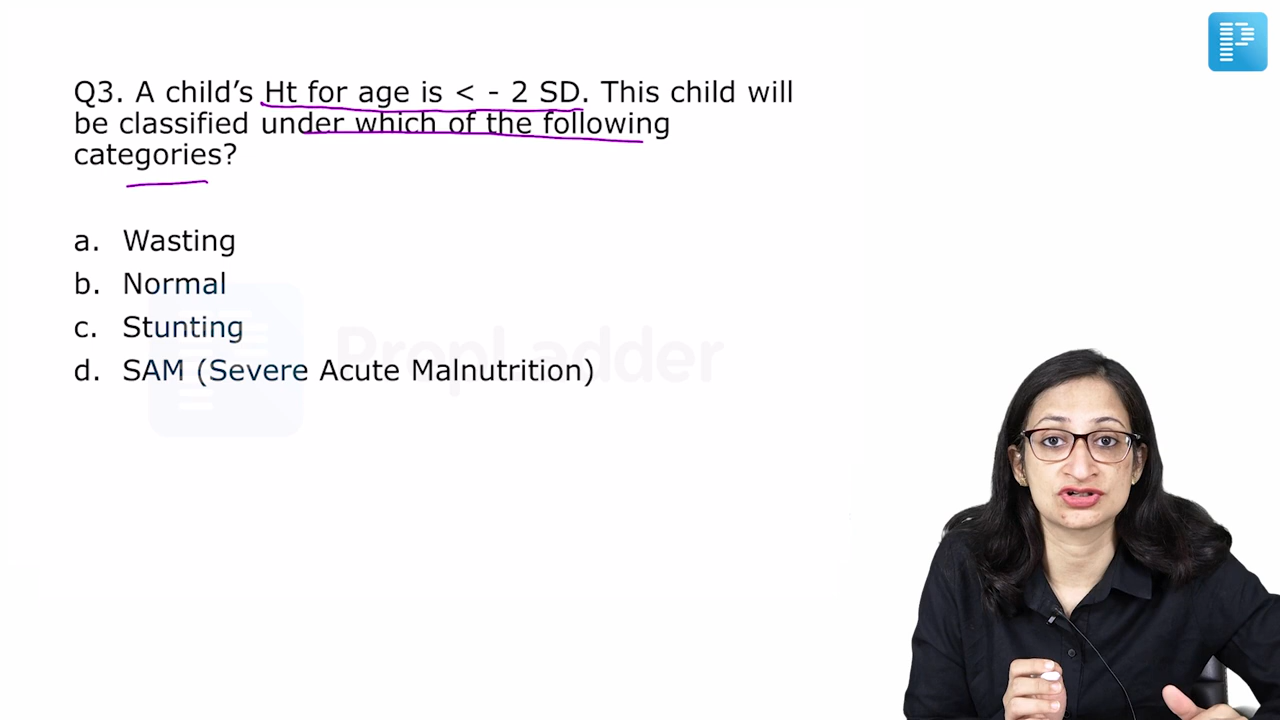 Q3. A child's Ht for age is < - 2 SD. This child will
be classified under which of the following
categories?
a. Wasting
b. Normal
c. Stunting
d. SAM (Severe Acute Malnutrition)
PrepLadder